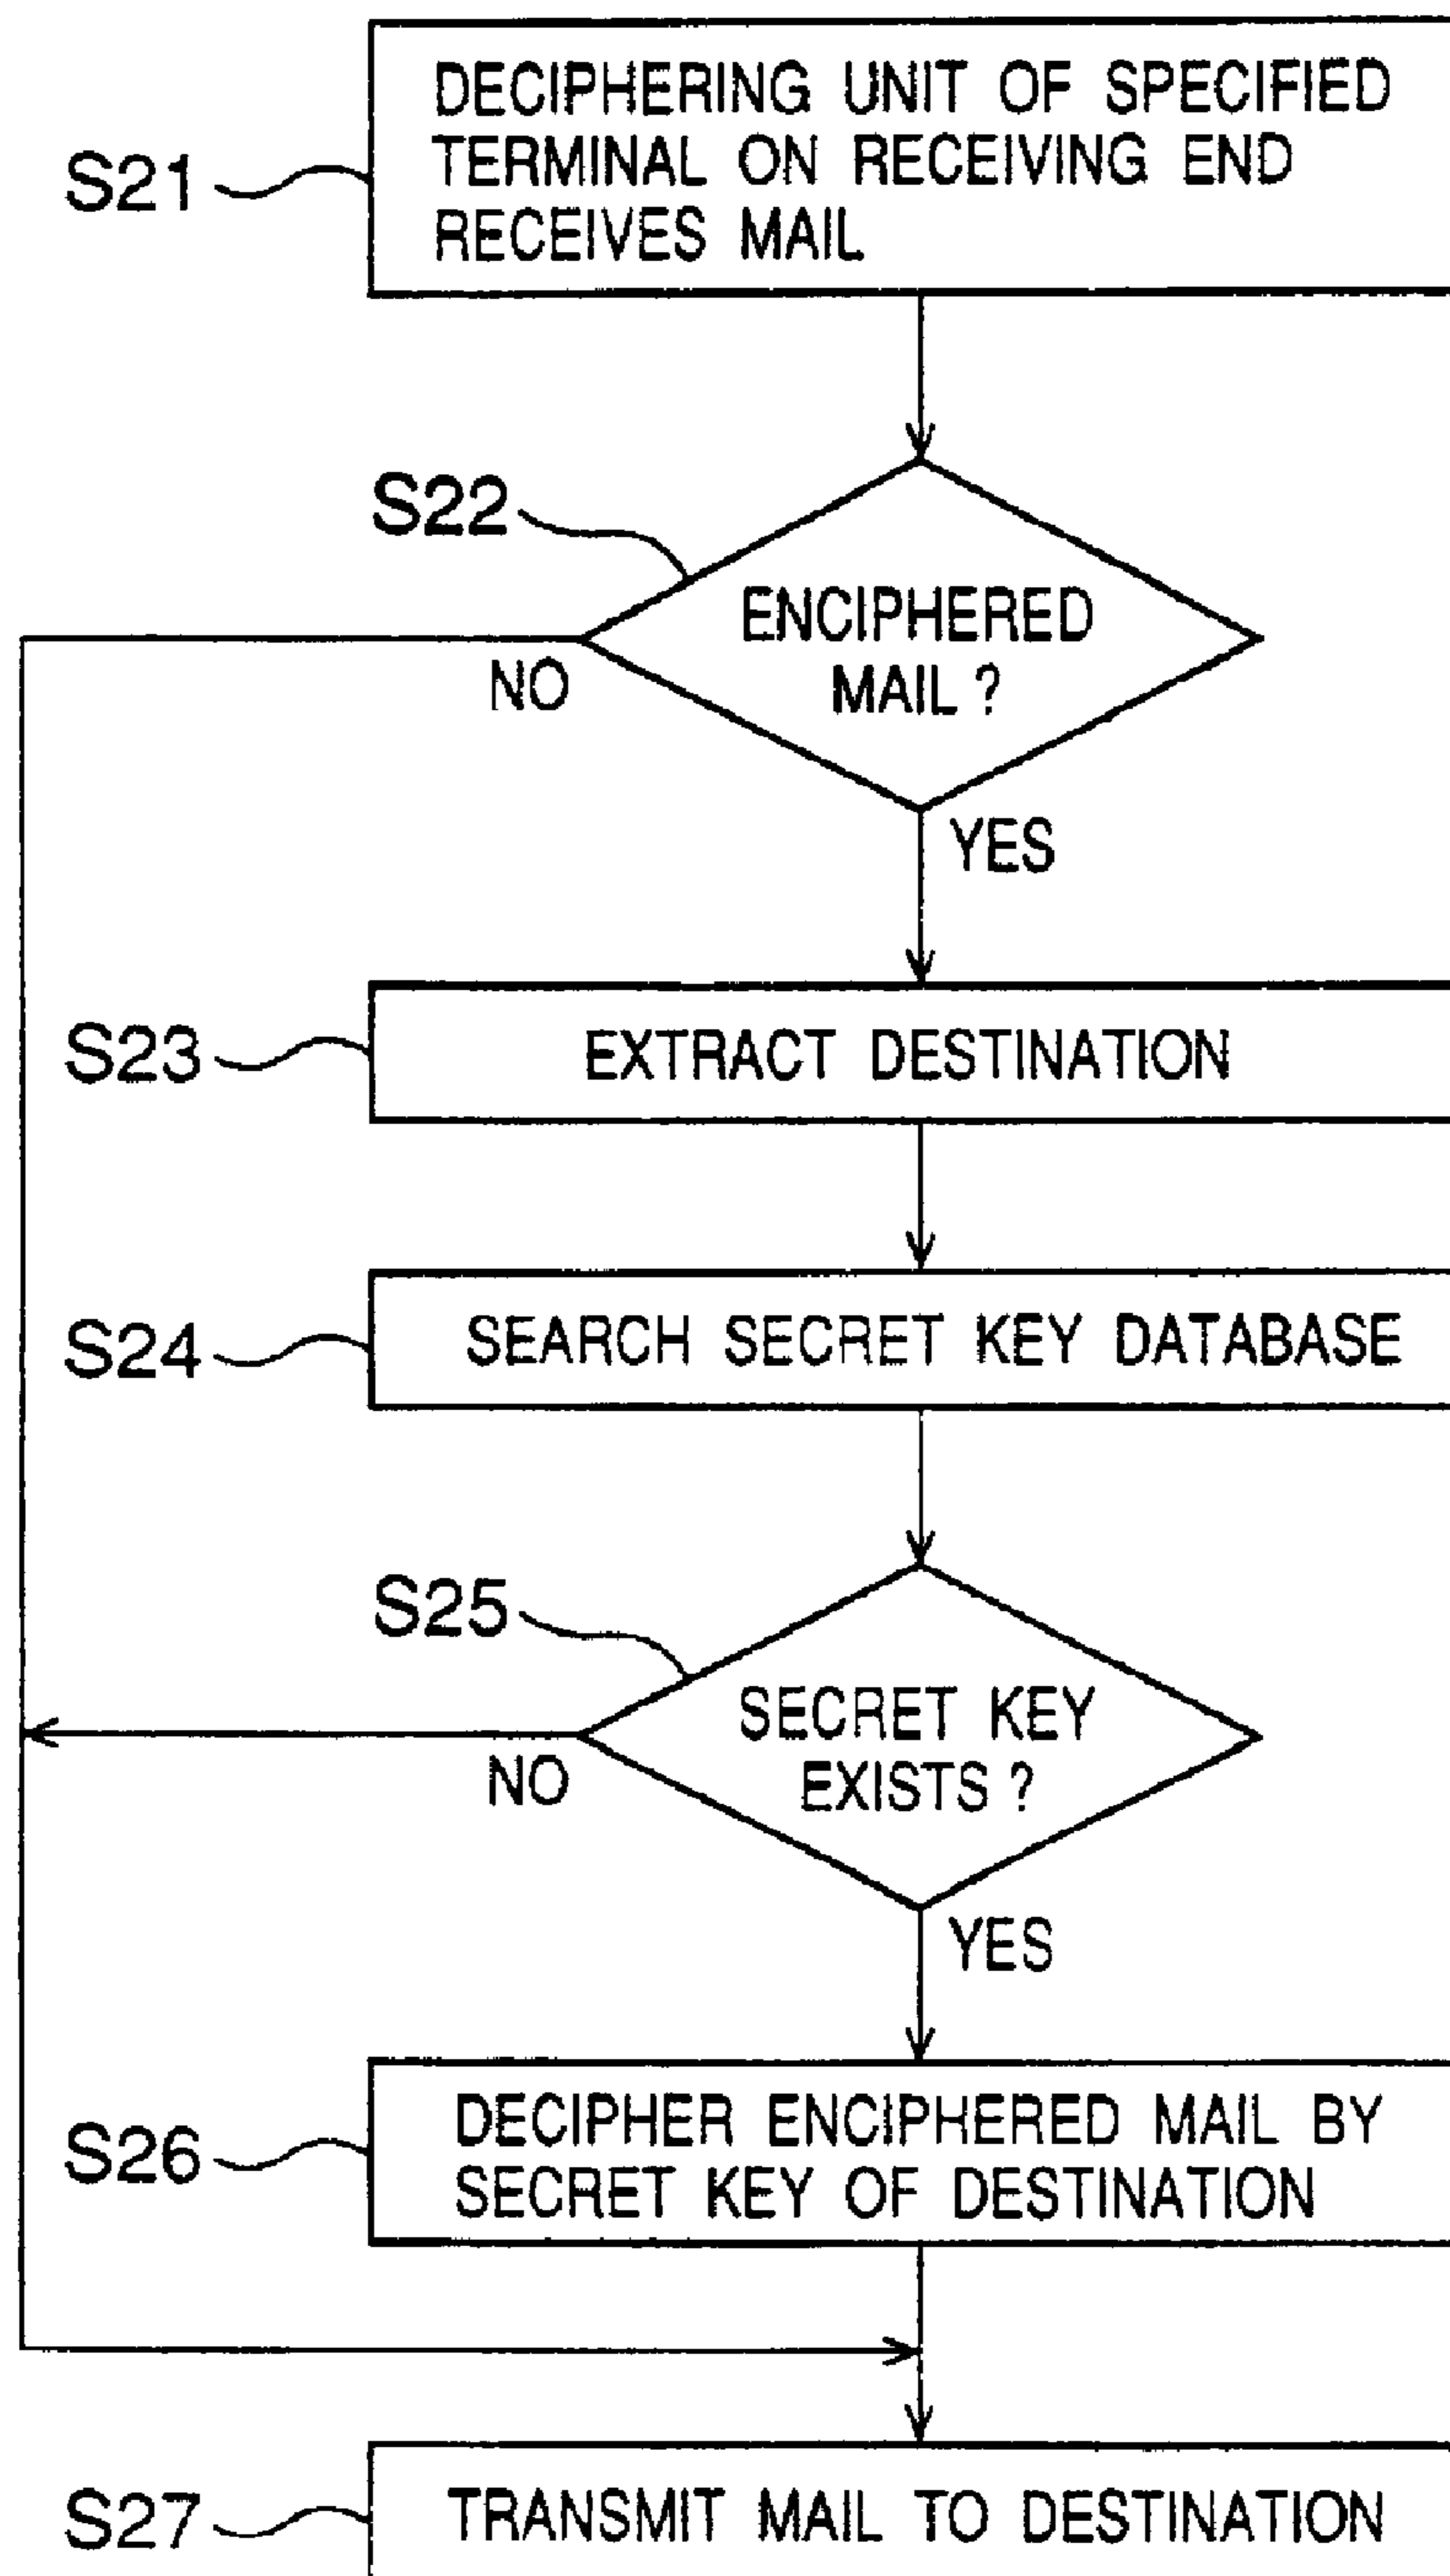 S21
DECIPHERING UNIT OF SPECIFIED
TERMINAL ON RECEIVING END
RECEIVES MAIL
S22
ENCIPHERED
MAIL ?
NO
YES
S23
EXTRACT DESTINATION
S24
SEARCH SECRET KEY DATABASE
S25
SECRET KEY
EXISTS ?
NO
YES
S26
DECIPHER ENCIPHERED MAIL BY
SECRET KEY OF DESTINATION
S27
TRANSMIT MAIL TO DESTINATION